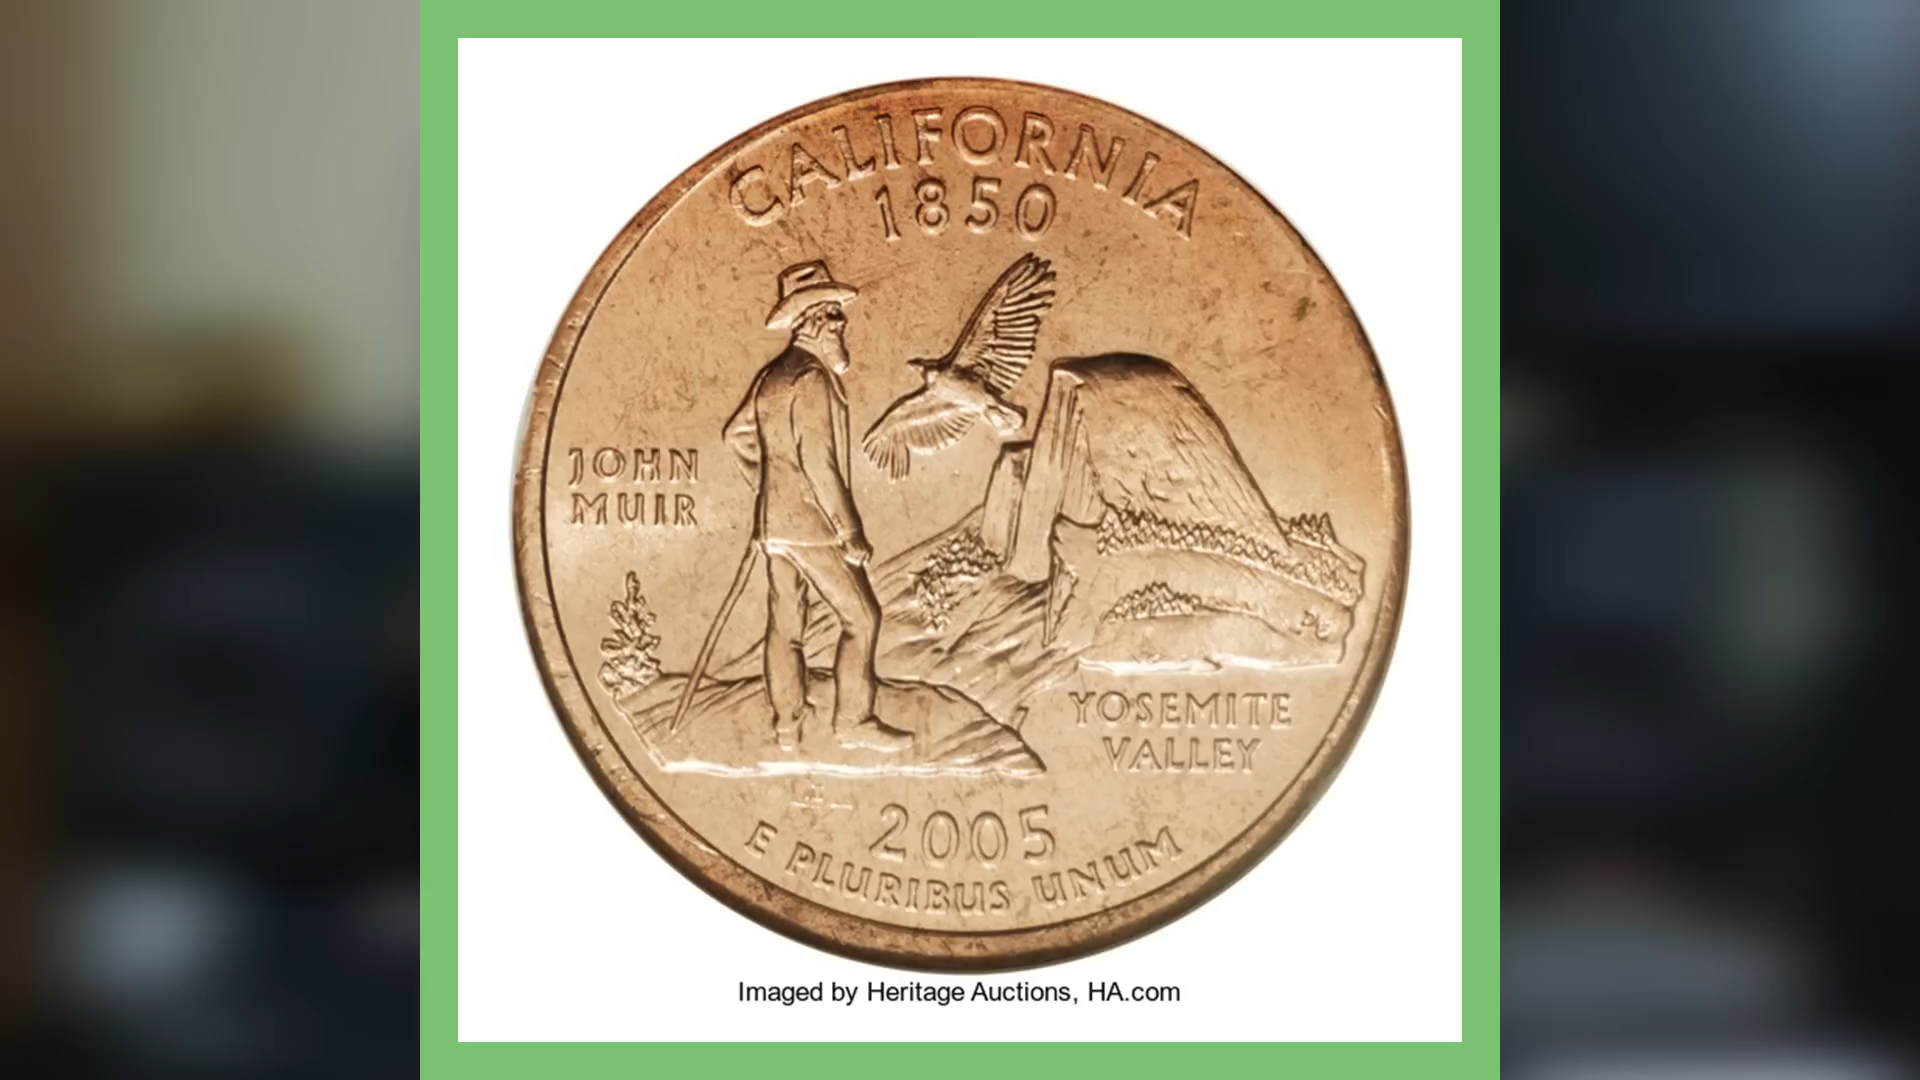 CALIFORNIA
1850
JOHN
MUIR
YOSEMITE
VALLEY
2005
E PLURIBUS UNUM
Imaged by Heritage Auctions, HA.com